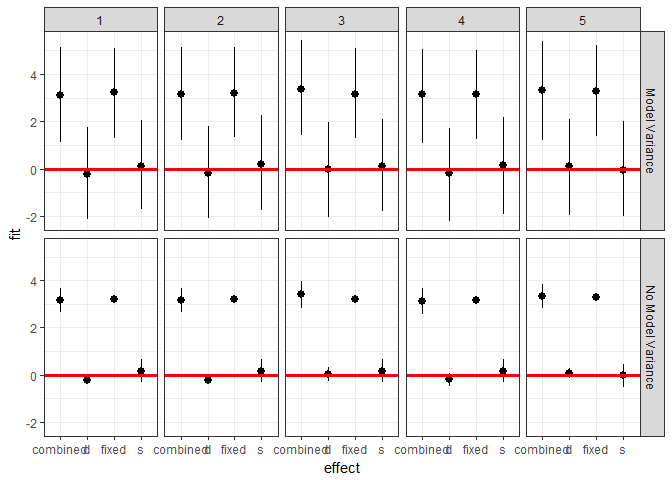 1 2 3 4 5
4
2
0
-2
Model Variance
fit
4
2
0
-2
No Model Variance
combined d fixed s combined d fixed s combined d fixed s combined d fixed s combined d fixed s
effect